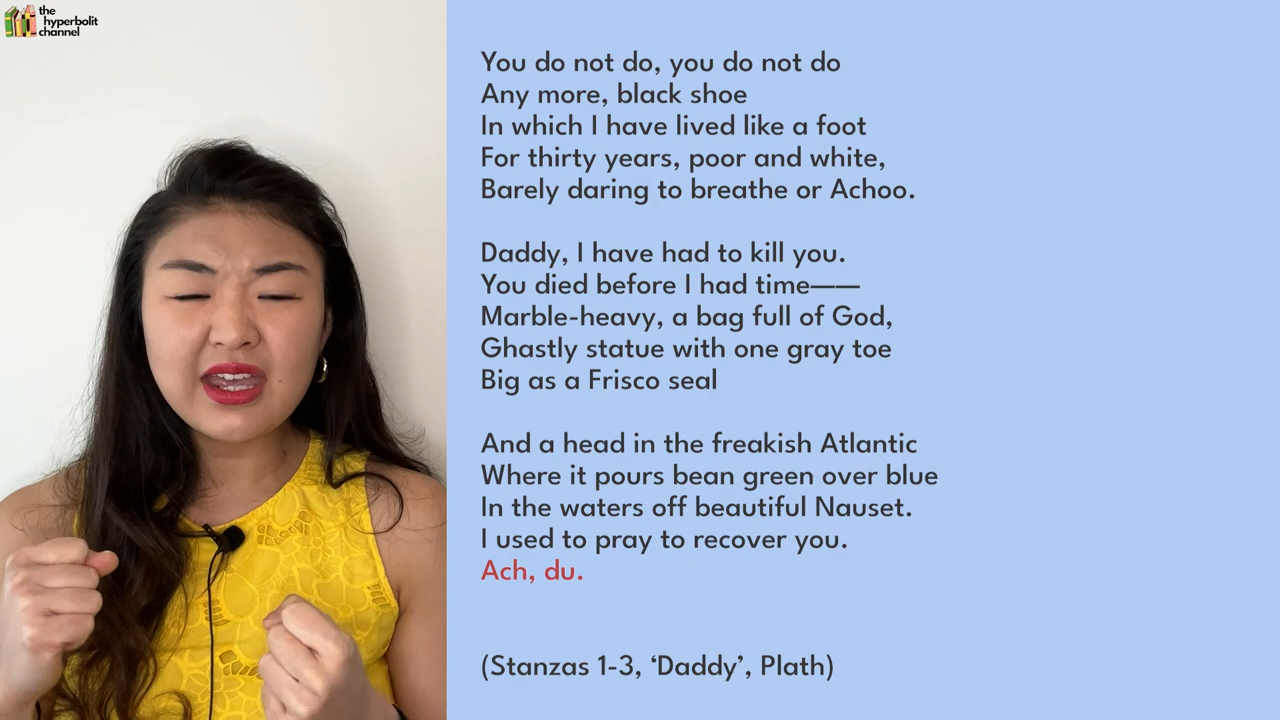 the
hyperbolit
channel
You do not do, you do not do
Any more, black shoe
In which I have lived like a foot
For thirty years, poor and white,
Barely daring to breathe or Achoo.
Daddy, I have had to kill you.
You died before I had time——
Marble-heavy, a bag full of God,
Ghastly statue with one gray toe
Big as a Frisco seal
And a head in the freakish Atlantic
Where it pours bean green over blue
In the waters off beautiful Nauset.
I used to pray to recover you.
Ach, du.
(Stanzas 1-3, ‘Daddy’, Plath)